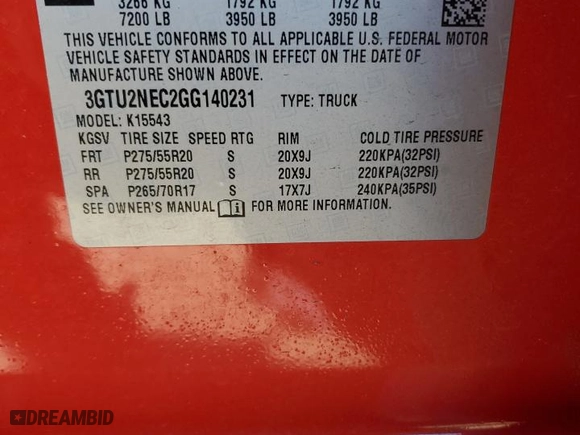 3266 KG 1792 KG 1792 KG
7200 LB 3950 LB 3950 LB
THIS VEHICLE CONFORMS TO ALL APPLICABLE U.S. FEDERAL MOTOR
VEHICLE SAFETY STANDARDS IN EFFECT ON THE DATE OF
MANUFACTURE SHOWN ABOVE.
3GTU2NEC2GG140231 TYPE: TRUCK
MODEL: K15543
KGSV TIRE SIZE SPEED RTG RIM COLD TIRE PRESSURE
FRT P275/55R20 S 20X9J 220KPA(32PSI)
RR P275/55R20 S 20X9J 220KPA(32PSI)
SPA P265/70R17 S 17X7J 240KPA(35PSI)
SEE OWNER'S MANUAL FOR MORE INFORMATION.
DREAMBID